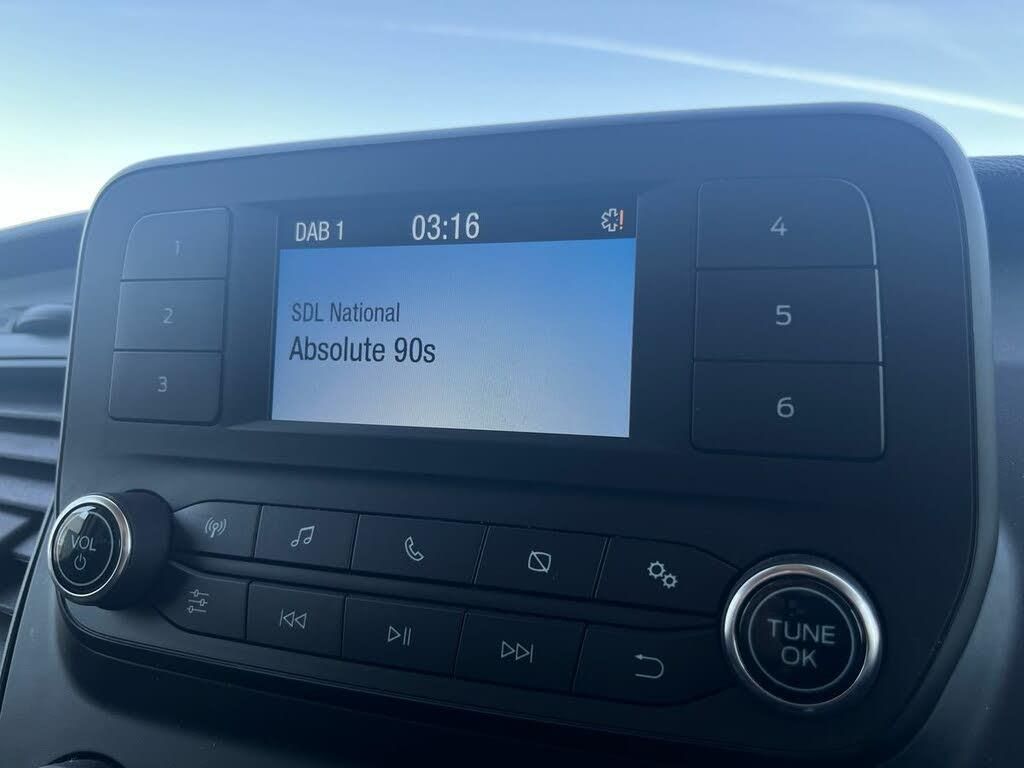 DAB 1 03:16
SDL National
Absolute 90s
1
2
3
4
5
6
VOL
TUNE
OK